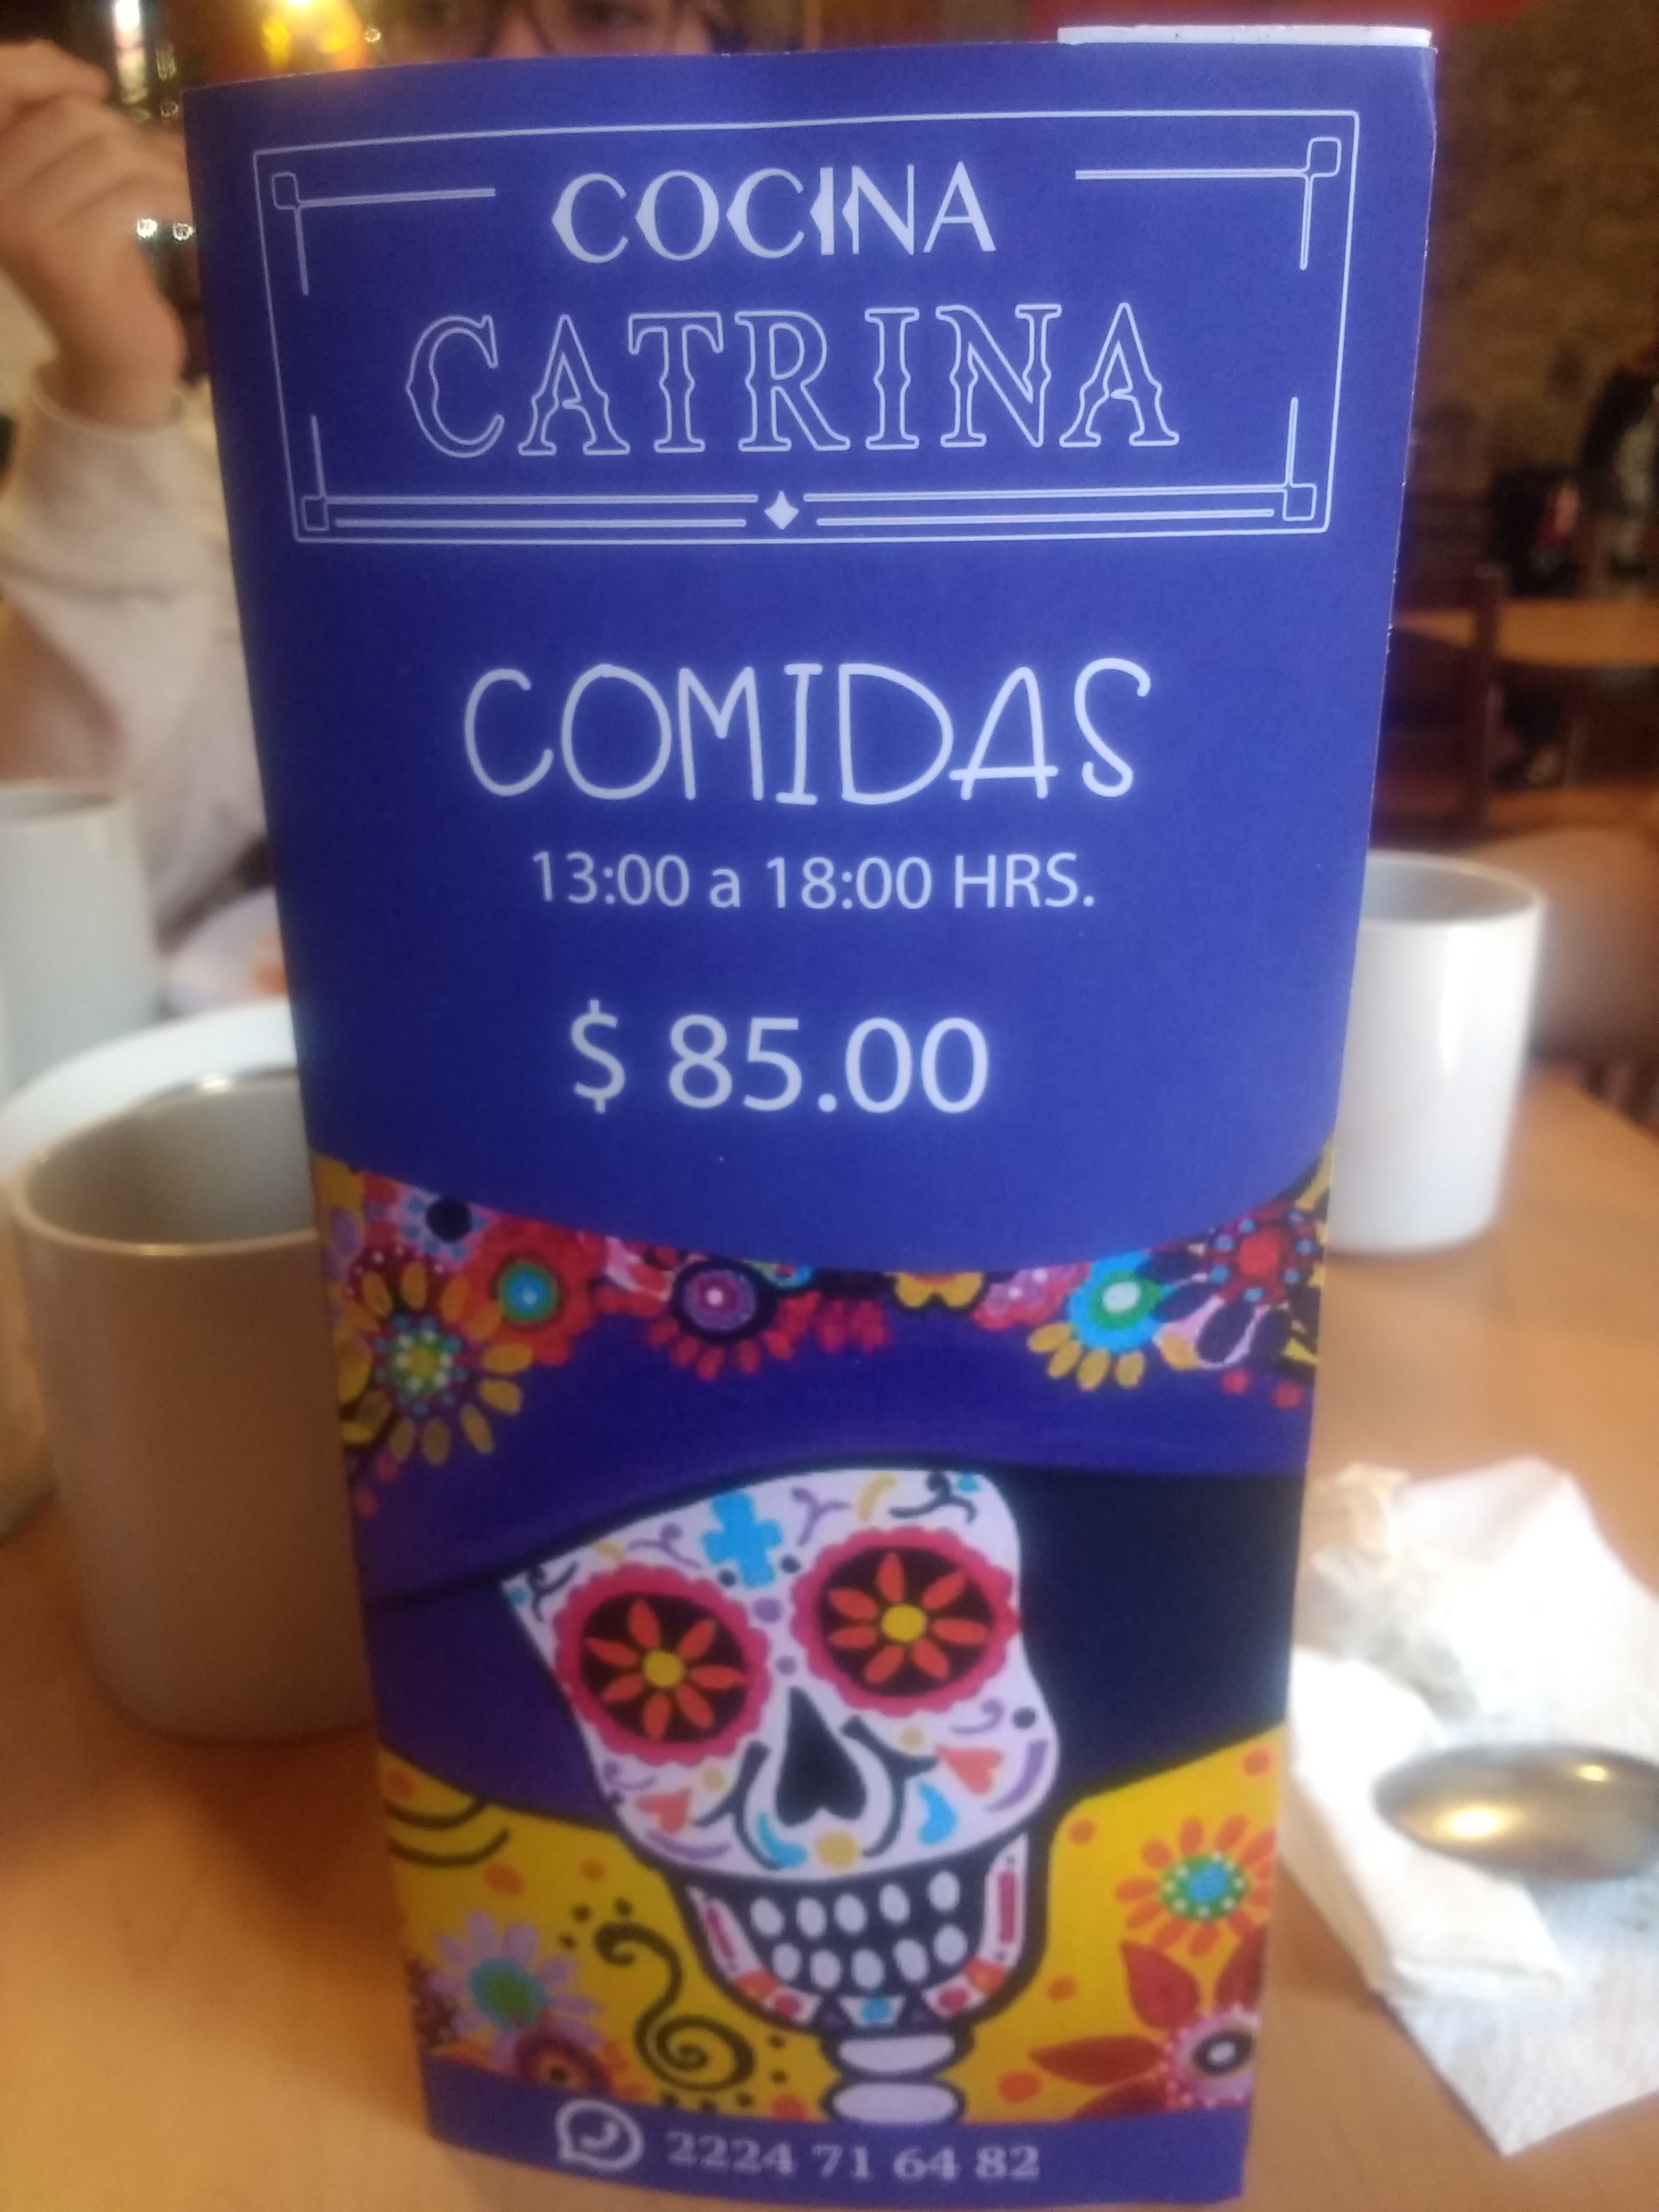 COCINA
CATRINA
COMIDAS
13:00 a 18:00 HRS.
$ 85.00
2224 71 64 82